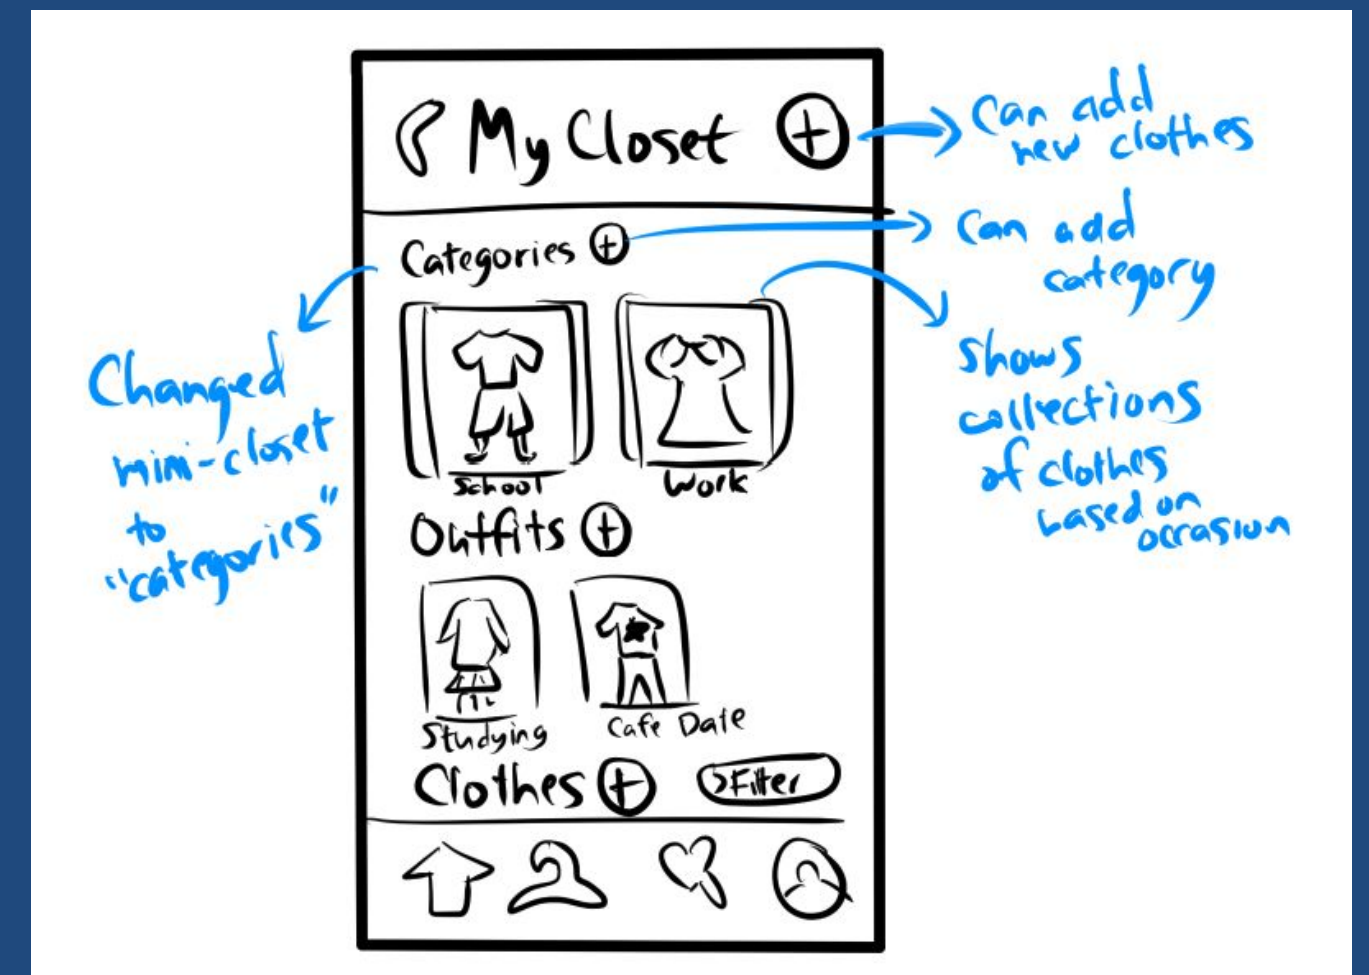 My Closet
can add
new clothes
Categories
can add
category
Changed
mini-closet
to
"categories"
shows
collections
of clothes
based on
occasion
School
Work
Outfits
Studying
Cafe Date
Clothes
>Filter